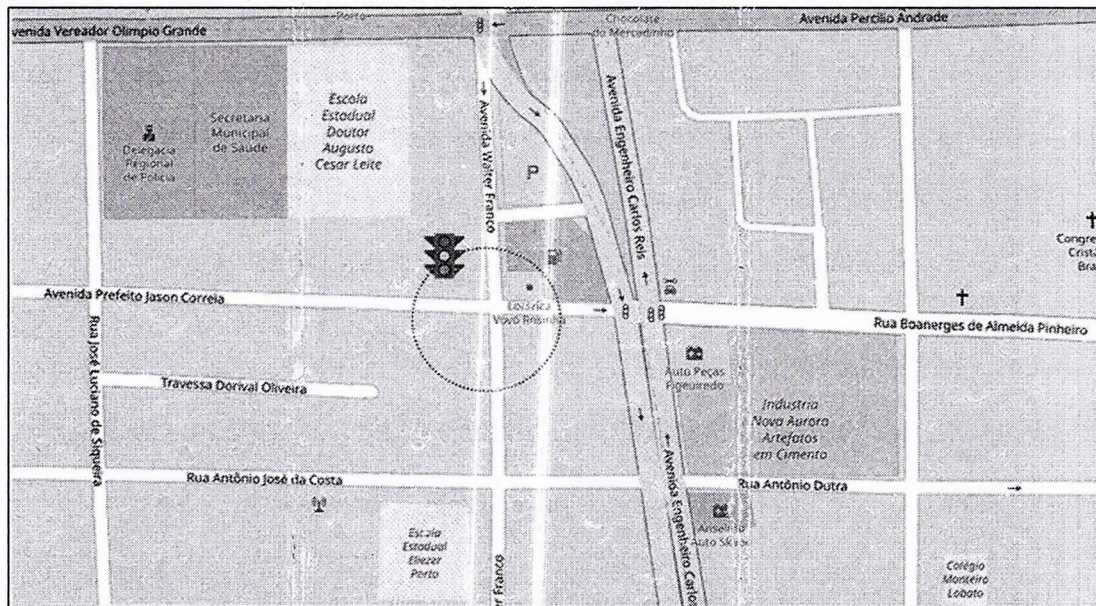 Porto
Chocolate
do Mercadinho
Avenida Percilio Andrade
venida Vereador Olimpio Grande
Escola
Estadual
Doutor
Augusto
Cesar Leite
Secretaria
Municipal
de Saúde
Delegacia
Regional
de Polícia
Avenida Walter Franco
Avenida Engenheiro Carlos Reis
P
Congre
Cristã
Bra
Avenida Prefeito Jason Correia
Vovó
Rua Boanerges de Almeida Pinheiro
Rua José Luciano de Siqueira
Auto Peças
Figueiredo
Travessa Dorival Oliveira
Industria
Nova Aurora
Artefatos
em Cimento
Rua Antônio José da Costa
Rua Antônio Dutra
Avenida Engenheiro Carlos
Auto
Escola
Estadual
Eliezer
Porto
er Franco
Colégio
Monteiro
Lobato